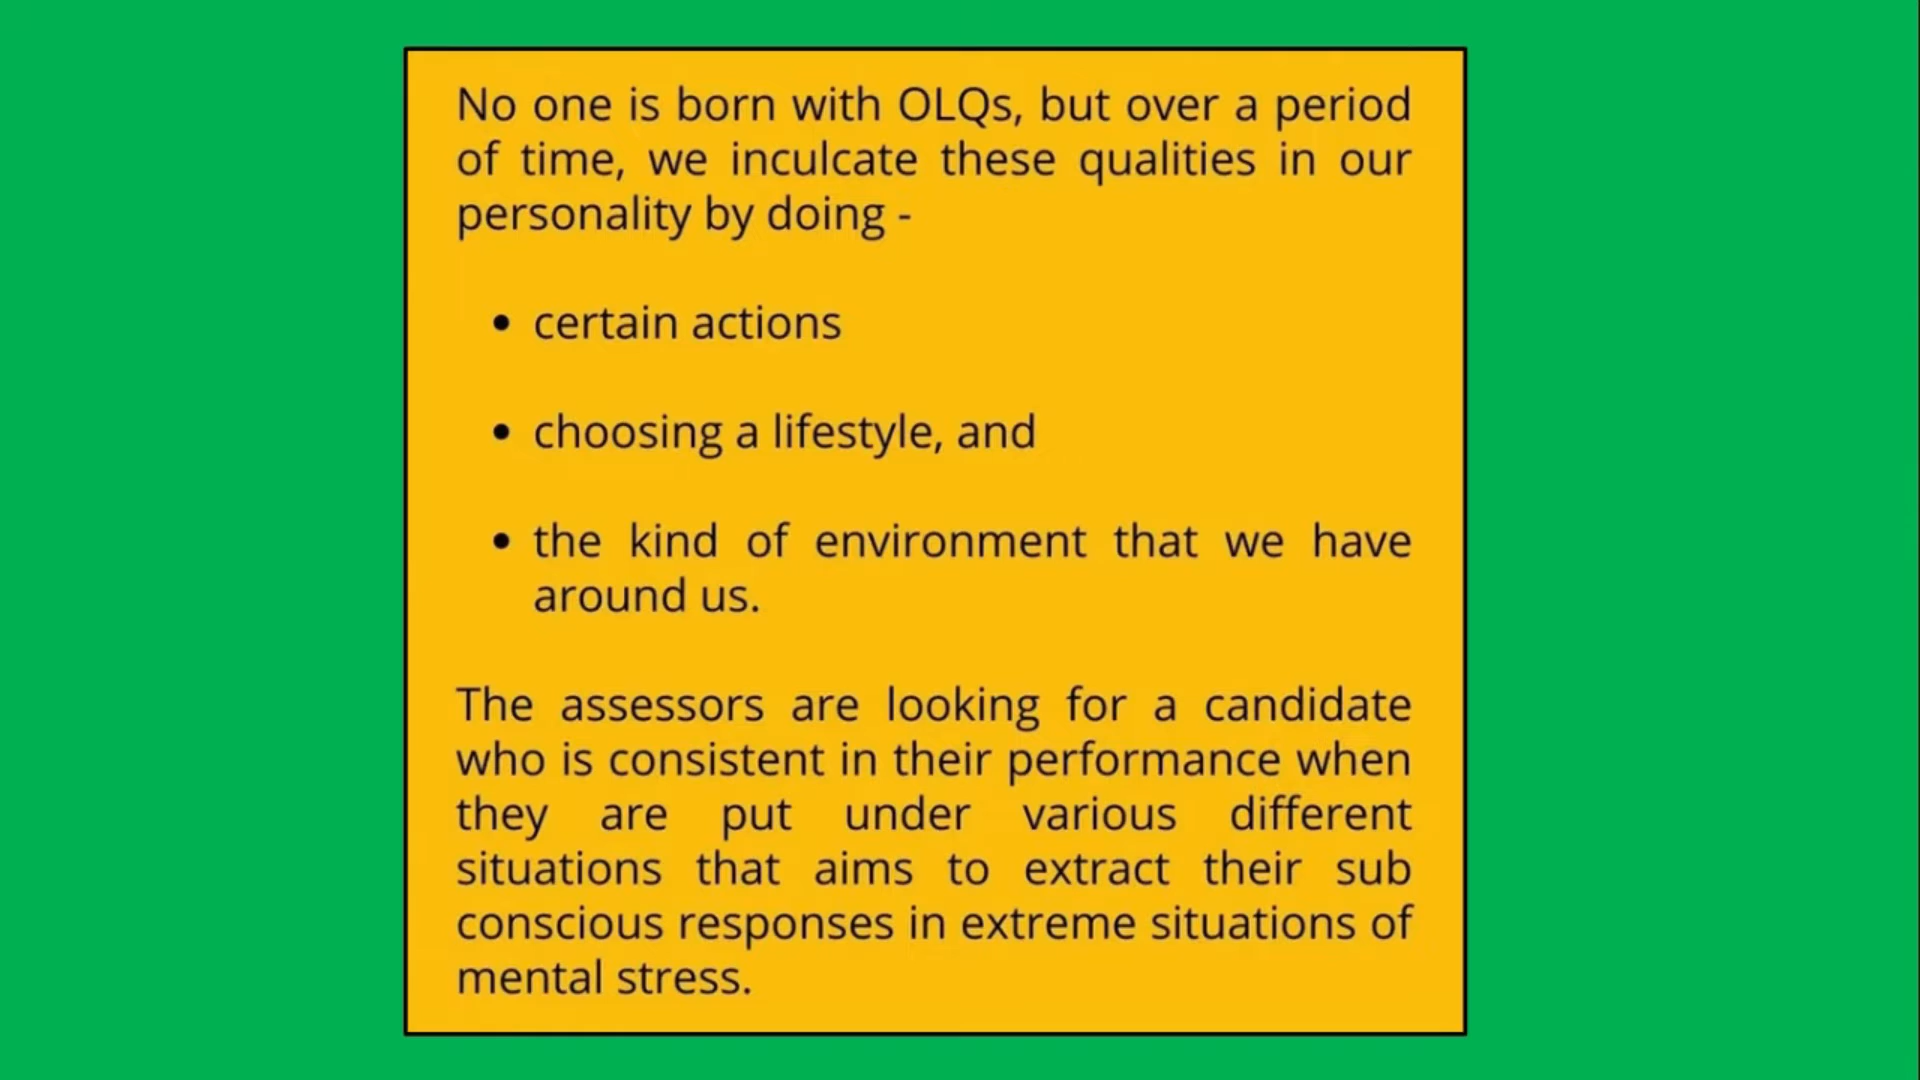 No one is born with OLQs, but over a period
of time, we inculcate these qualities in our
personality by doing -
• certain actions
• choosing a lifestyle, and
• the kind of environment that we have
around us.
The assessors are looking for a candidate
who is consistent in their performance when
they are put under various different
situations that aims to extract their sub
conscious responses in extreme situations of
mental stress.